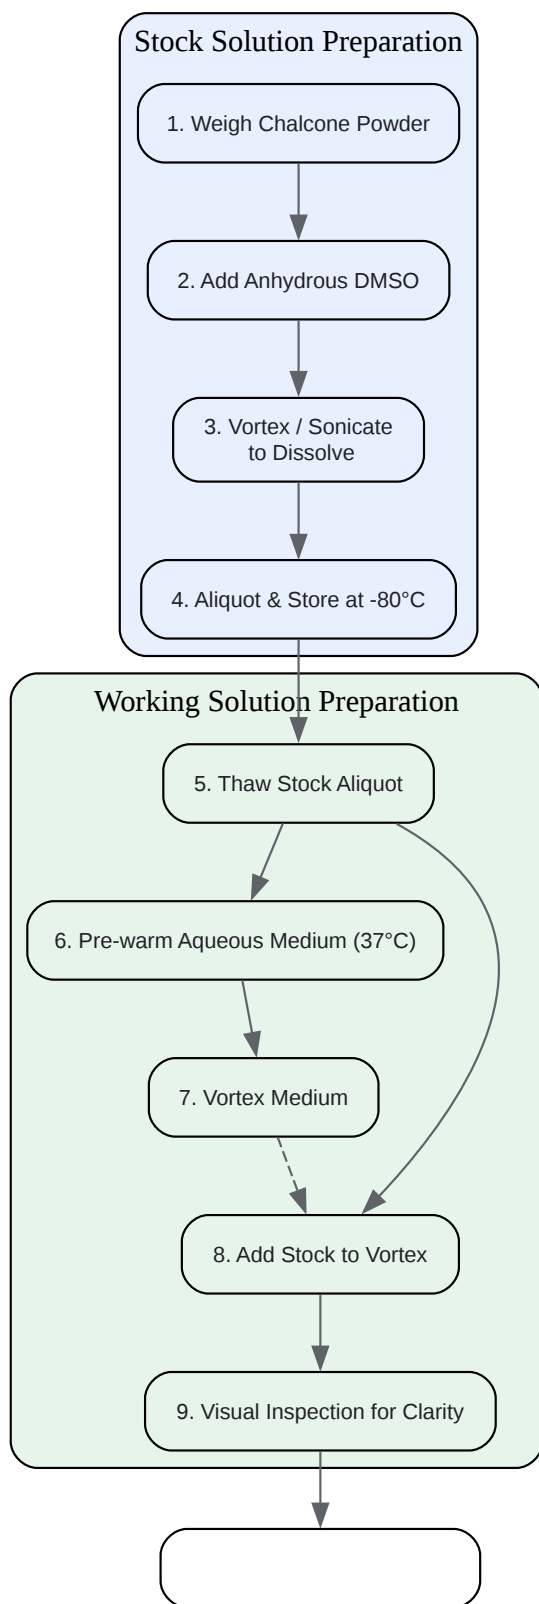 Stock Solution Preparation
1. Weigh Chalcone Powder
2. Add Anhydrous DMSO
3. Vortex / Sonicate
to Dissolve
4. Aliquot & Store at -80°C
Working Solution Preparation
5. Thaw Stock Aliquot
6. Pre-warm Aqueous Medium (37°C)
7. Vortex Medium
8. Add Stock to Vortex
9. Visual Inspection for Clarity